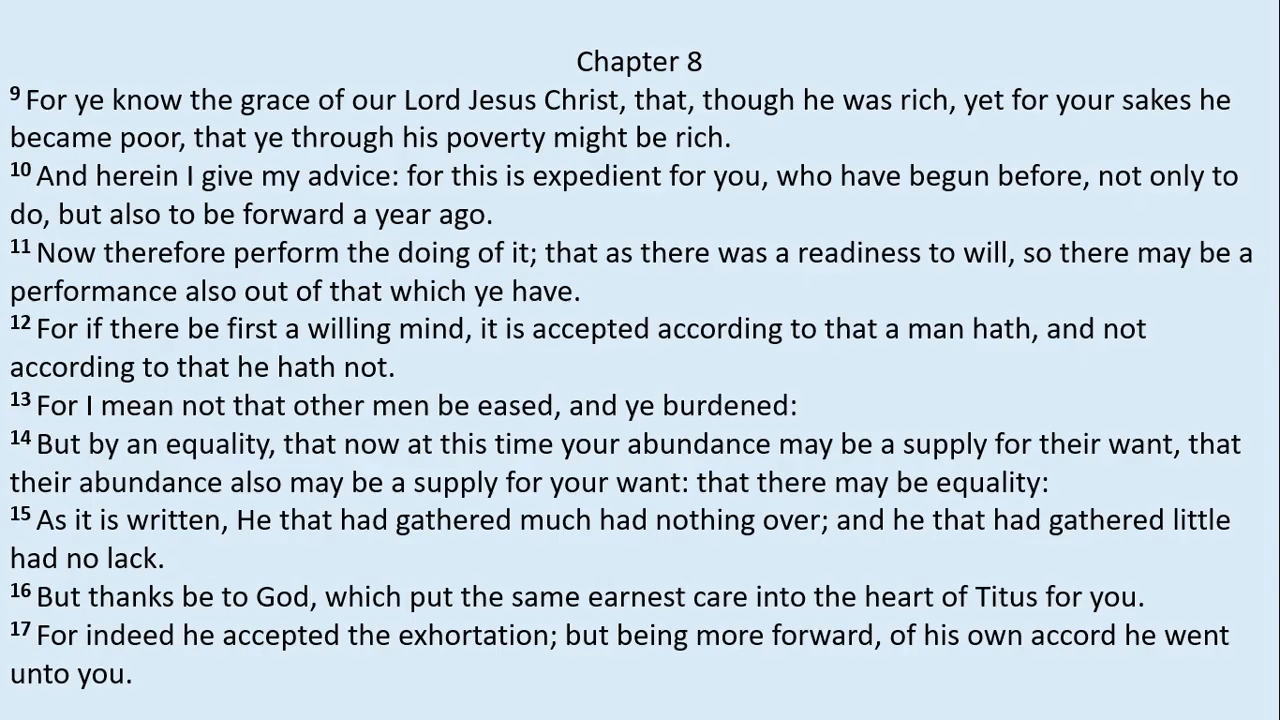 Chapter 8
9 For ye know the grace of our Lord Jesus Christ, that, though he was rich, yet for your sakes he
became poor, that ye through his poverty might be rich.
10 And herein I give my advice: for this is expedient for you, who have begun before, not only to
do, but also to be forward a year ago.
11 Now therefore perform the doing of it; that as there was a readiness to will, so there may be a
performance also out of that which ye have.
12 For if there be first a willing mind, it is accepted according to that a man hath, and not
according to that he hath not.
13 For I mean not that other men be eased, and ye burdened:
14 But by an equality, that now at this time your abundance may be a supply for their want, that
their abundance also may be a supply for your want: that there may be equality:
15 As it is written, He that had gathered much had nothing over; and he that had gathered little
had no lack.
16 But thanks be to God, which put the same earnest care into the heart of Titus for you.
17 For indeed he accepted the exhortation; but being more forward, of his own accord he went
unto you.